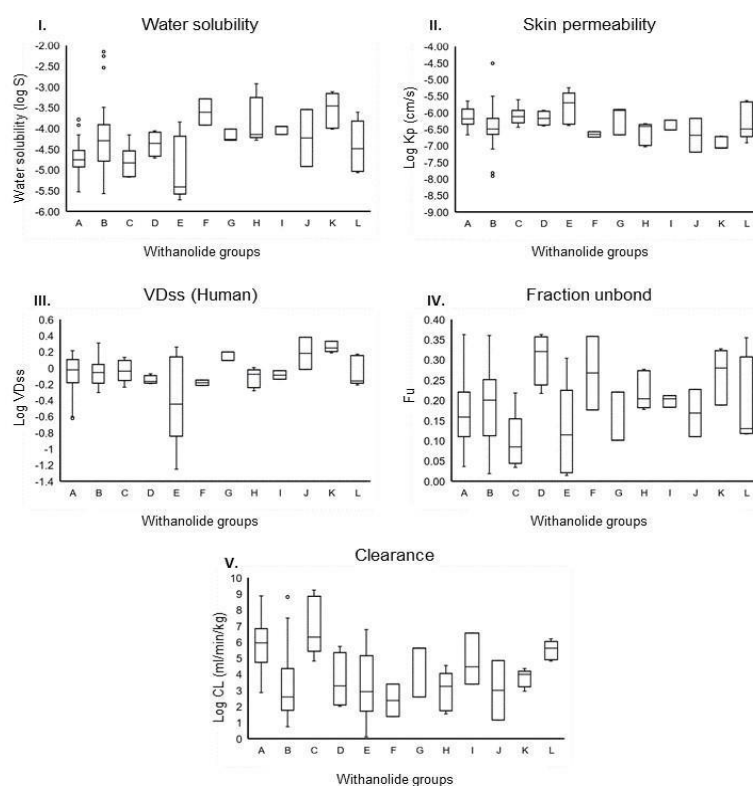 I. Water solubility
-2.00
-2.50
-3.00
-3.50
-4.00
-4.50
-5.00
-5.50
-6.00
Water solubility (log S)
A B C D E F G H I J K L
Withanolide groups
II. Skin permeability
-4.00
-4.50
-5.00
-5.50
-6.00
-6.50
-7.00
-7.50
-8.00
-8.50
-9.00
Log Kp (cm/s)
A B C D E F G H I J K L
Withanolide groups
III. VDss (Human)
0.6
0.4
0.2
0
-0.2
-0.4
-0.6
-0.8
-1
-1.2
-1.4
Log VDss
A B C D E F G H I J K L
Withanolide groups
IV. Fraction unbond
0.40
0.35
0.30
0.25
0.20
0.15
0.10
0.05
0.00
Fu
A B C D E F G H I J K L
Withanolide groups
V. Clearance
10
9
8
7
6
5
4
3
2
1
0
Log CL (ml/min/kg)
A B C D E F G H I J K L
Withanolide groups